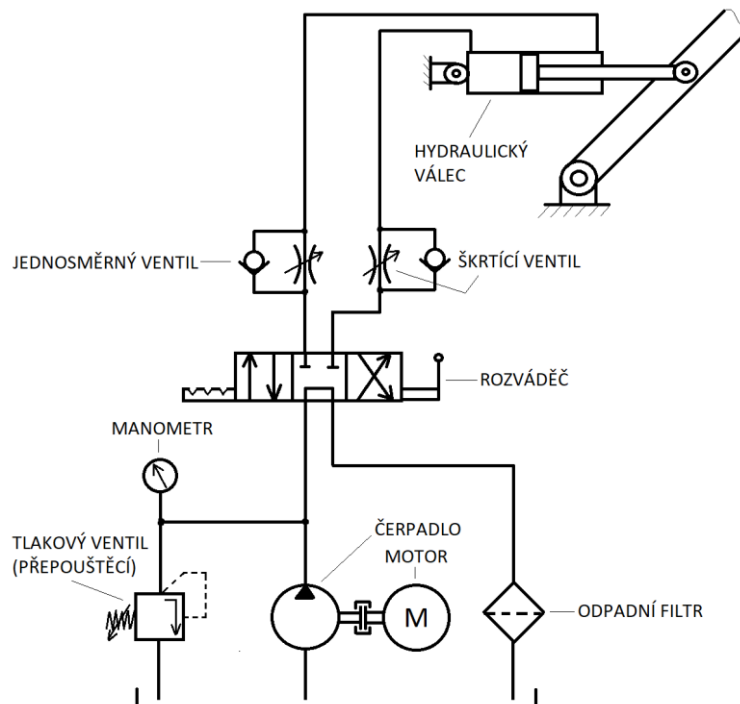 HYDRAULICKÝ
VÁLEC
JEDNOSMĚRNÝ VENTIL
ŠKRTÍCÍ VENTIL
ROZVÁDĚČ
MANOMETR
ČERPADLO
MOTOR
TLAKOVÝ VENTIL
(PŘEPOUŠTĚCÍ)
M
ODPADNÍ FILTR